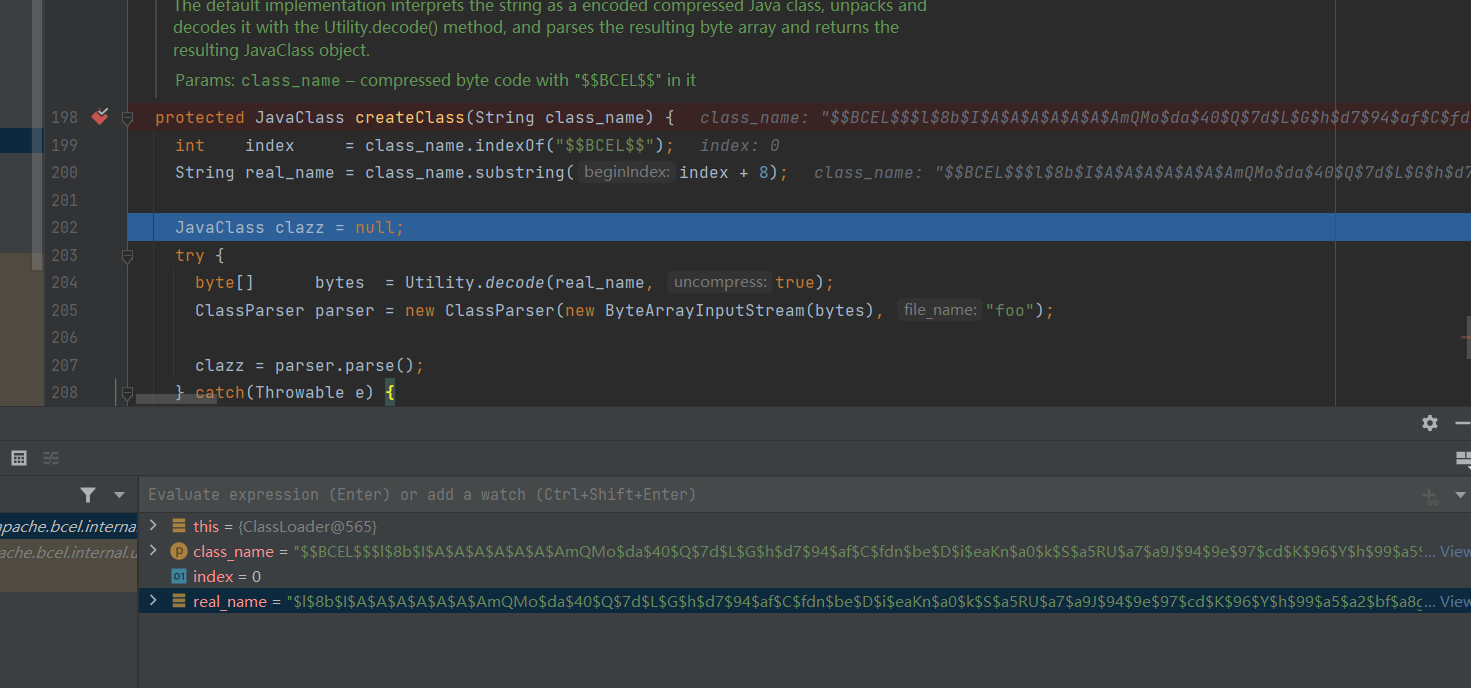 The default implementation interprets the string as a encoded compressed Java class, unpacks and
decodes it with the Utility.decode() method, and parses the resulting byte array and returns the
resulting JavaClass object.
Params: class_name – compressed byte code with "$$BCEL$$" in it
198 protected JavaClass createClass(String class_name) { class_name: "$$BCEL$$$l$8b$I$A$A$A$A$A$A$AmQMo$da$40$Q$7d$L$G$h$d7$94$af$C$fd
199 int index = class_name.indexOf("$$BCEL$$"); index: 0
200 String real_name = class_name.substring( beginIndex: index + 8); class_name: "$$BCEL$$$l$8b$I$A$A$A$A$A$A$AmQMo$da$40$Q$7d$L$G$h$d7
201
202 JavaClass clazz = null;
203 try {
204 byte[] bytes = Utility.decode(real_name, uncompress: true);
205 ClassParser parser = new ClassParser(new ByteArrayInputStream(bytes), file_name: "foo");
206
207 clazz = parser.parse();
208 } catch(Throwable e) {
Evaluate expression (Enter) or add a watch (Ctrl+Shift+Enter)
pache.bcel.interna
this = {ClassLoader@565}
ache.bcel.internal.u
class_name = "$$BCEL$$$l$8b$I$A$A$A$A$A$A$AmQMo$da$40$Q$7d$L$G$h$d7$94$af$C$fdn$be$D$i$eaKn$a0$k$S$a5RU$a7$a9J$94$9e$97$cd$K$96$Y$h$99$a5$... View
index = 0
real_name = "$l$8b$I$A$A$A$A$A$A$AmQMo$da$40$Q$7d$L$G$h$d7$94$af$C$fdn$be$D$i$eaKn$a0$k$S$a5RU$a7$a9J$94$9e$97$cd$K$96$Y$h$99$a5$a2$bf$a8... View